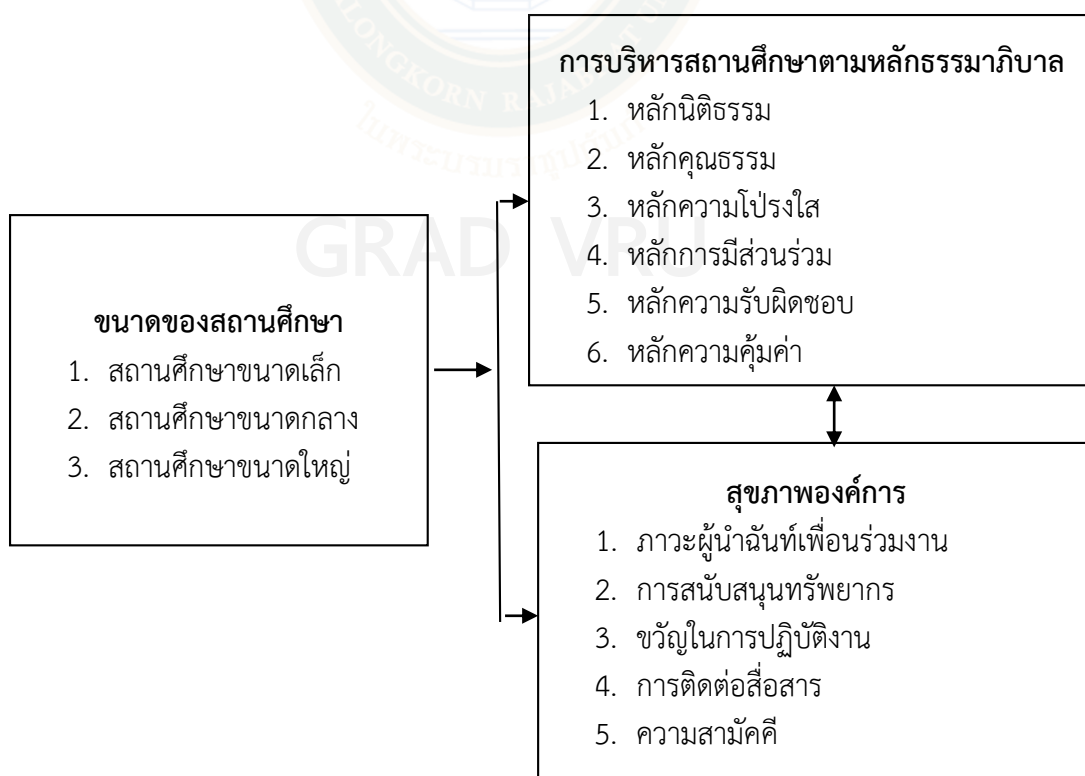 การบริหารสถานศึกษาตามหลักธรรมาภิบาล
1. หลักนิติธรรม
2. หลักคุณธรรม
3. หลักความโปร่งใส
4. หลักการมีส่วนร่วม
5. หลักความรับผิดชอบ
6. หลักความคุ้มค่า
GRAD VRU
ขนาดของสถานศึกษา
1. สถานศึกษาขนาดเล็ก
2. สถานศึกษาขนาดกลาง
3. สถานศึกษาขนาดใหญ่
สุขภาพองค์การ
1. ภาวะผู้นำฉันท์เพื่อนร่วมงาน
2. การสนับสนุนทรัพยากร
3. ขวัญในการปฏิบัติงาน
4. การติดต่อสื่อสาร
5. ความสามัคคี